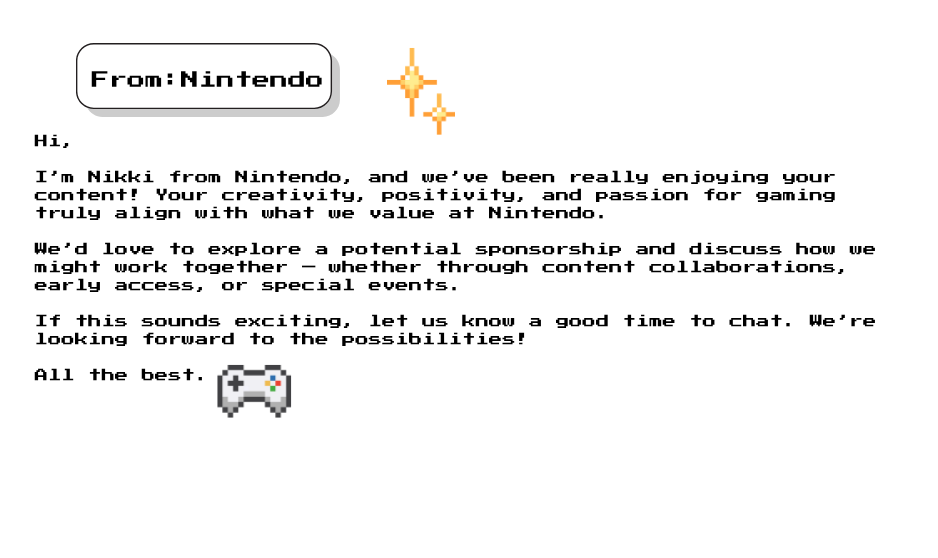 From:Nintendo
Hi,
I'm Nikki from Nintendo, and we've been really enjoying your
content! Your creativity, positivity, and passion for gaming
truly align with what we value at Nintendo.
We'd love to explore a potential sponsorship and discuss how we
might work together — whether through content collaborations,
early access, or special events.
If this sounds exciting, let us know a good time to chat. We're
looking forward to the possibilities!
All the best.